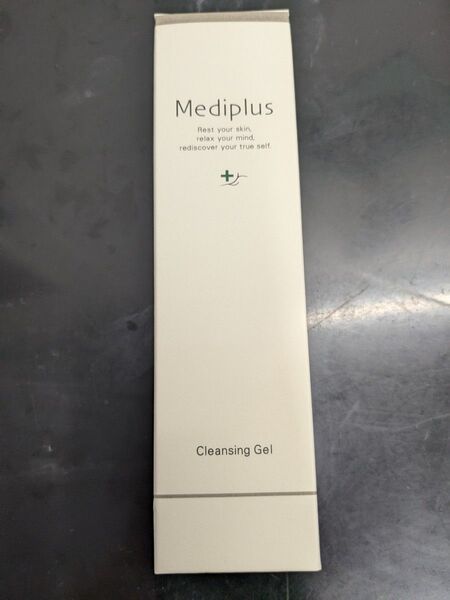 Mediplus
Rest your skin,
relax your mind,
rediscover your true self.
Cleansing Gel